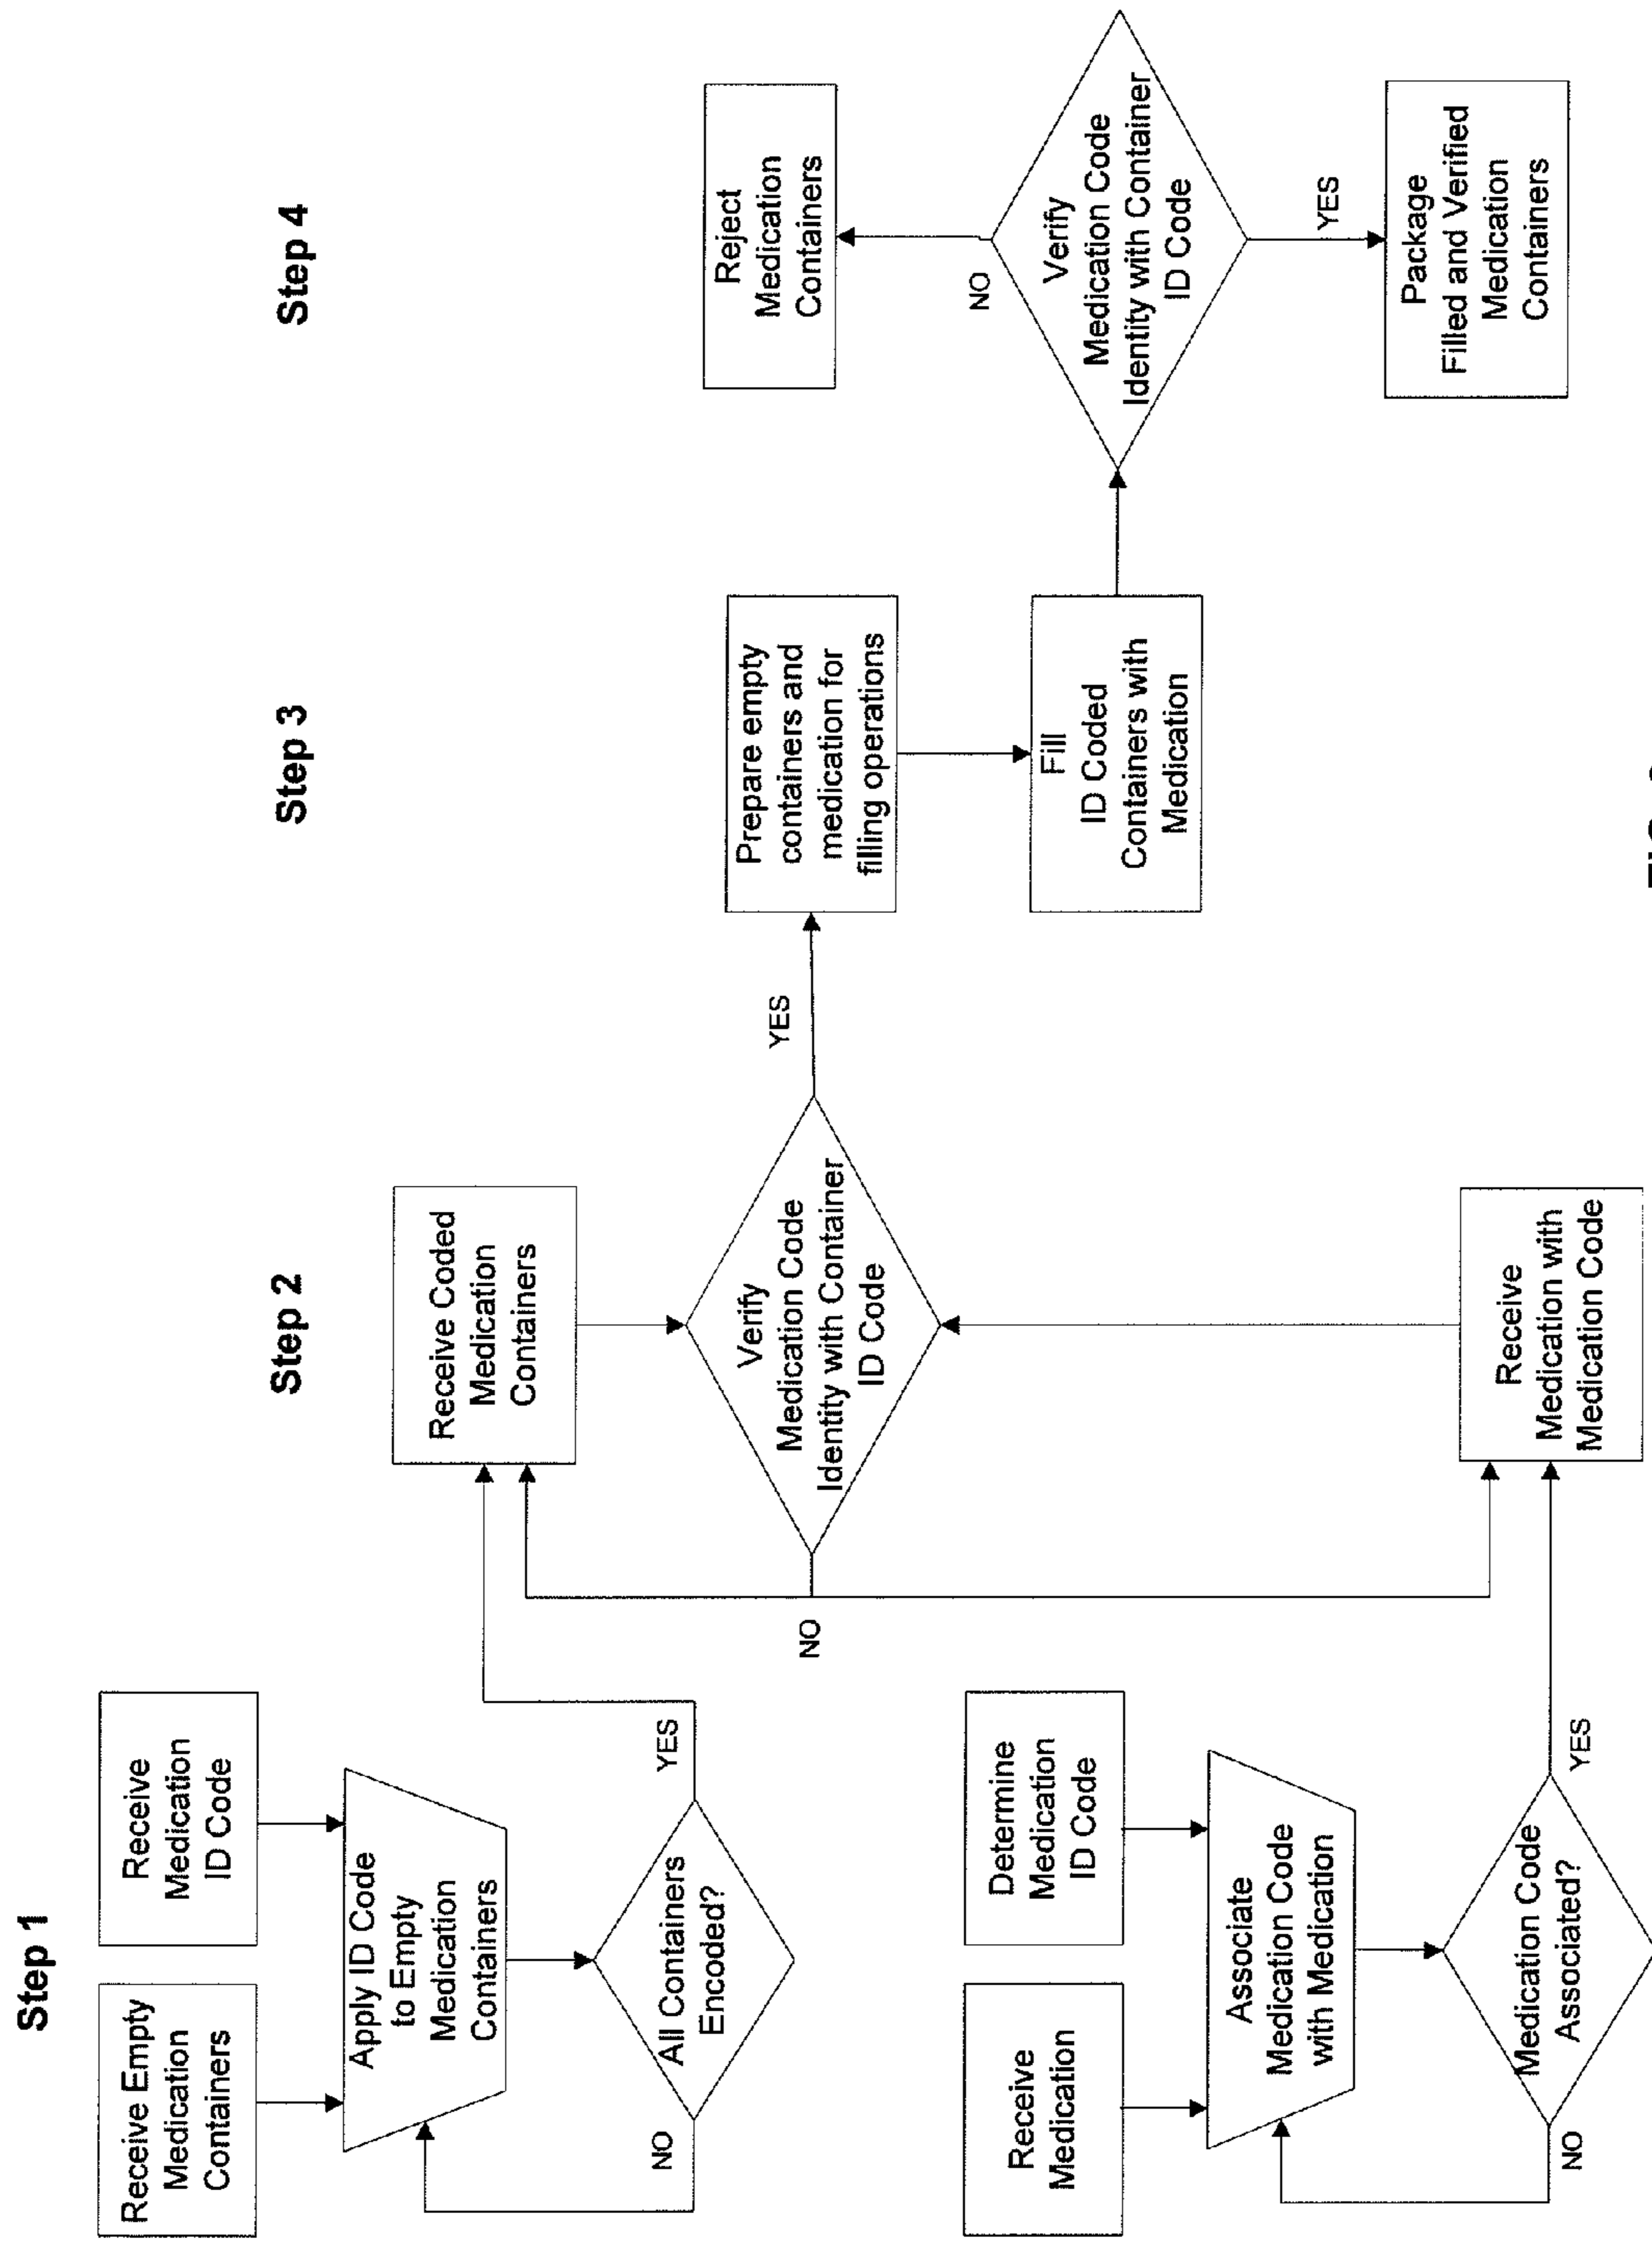 Step 1
Step 2
Step 3
Step 4
Receive Empty
Medication
Containers
Receive
Medication
ID Code
Apply ID Code
to Empty
Medication
Containers
All Containers
Encoded?
NO
YES
Receive
Medication
Determine
Medication
ID Code
Associate
Medication Code
with Medication
Medication Code
Associated?
NO
YES
Receive Coded
Medication
Containers
Verify
Medication Code
Identity with Container
ID Code
NO
YES
Receive
Medication with
Medication Code
Prepare empty
containers and
medication for
filling operations
Fill
ID Coded
Containers with
Medication
Reject
Medication
Containers
NO
Verify
Medication Code
Identity with Container
ID Code
YES
Package
Filled and Verified
Medication
Containers